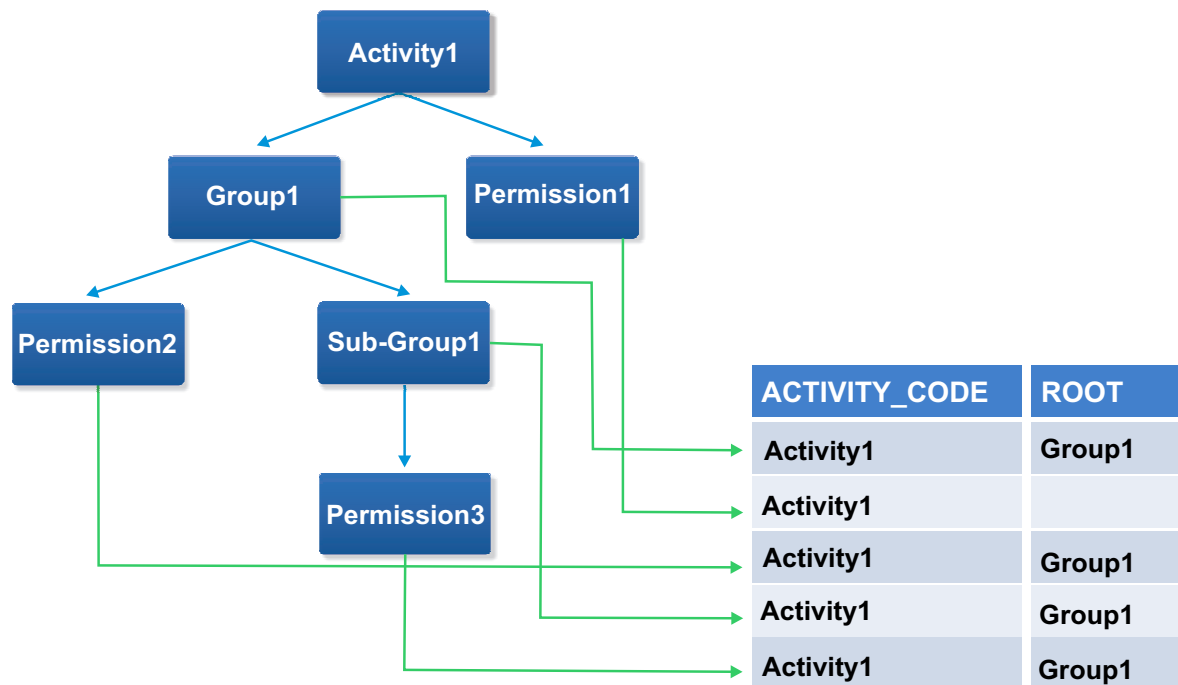 Activity1
Group1
Permission1
Permission2
Sub-Group1
Permission3
ACTIVITY_CODE ROOT
Activity1 Group1
Activity1
Activity1 Group1
Activity1 Group1
Activity1 Group1